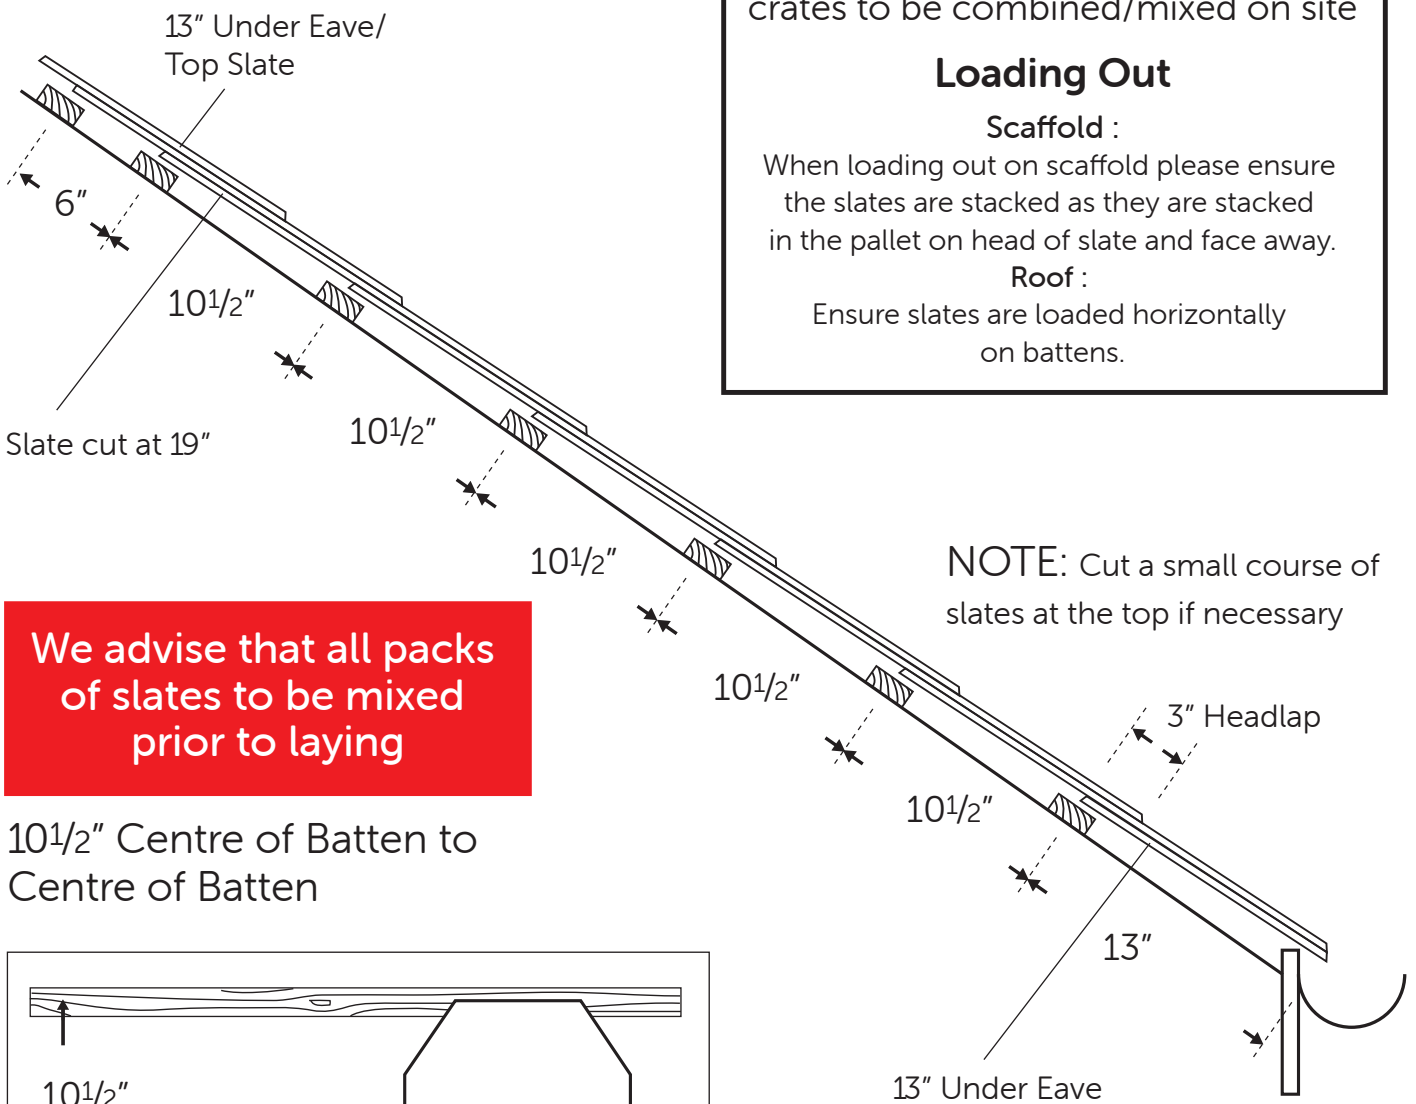 13″ Under Eave/
Top Slate
crates to be combined/mixed on site
Loading Out
Scaffold :
When loading out on scaffold please ensure
the slates are stacked as they are stacked
in the pallet on head of slate and face away.
Roof :
Ensure slates are loaded horizontally
on battens.
6″
10½″
Slate cut at 19″
10½″
10½″
NOTE: Cut a small course of
slates at the top if necessary
We advise that all packs
of slates to be mixed
prior to laying
10½″
3″ Headlap
10½″
10½″ Centre of Batten to
Centre of Batten
13″
10½″
13″ Under Eave